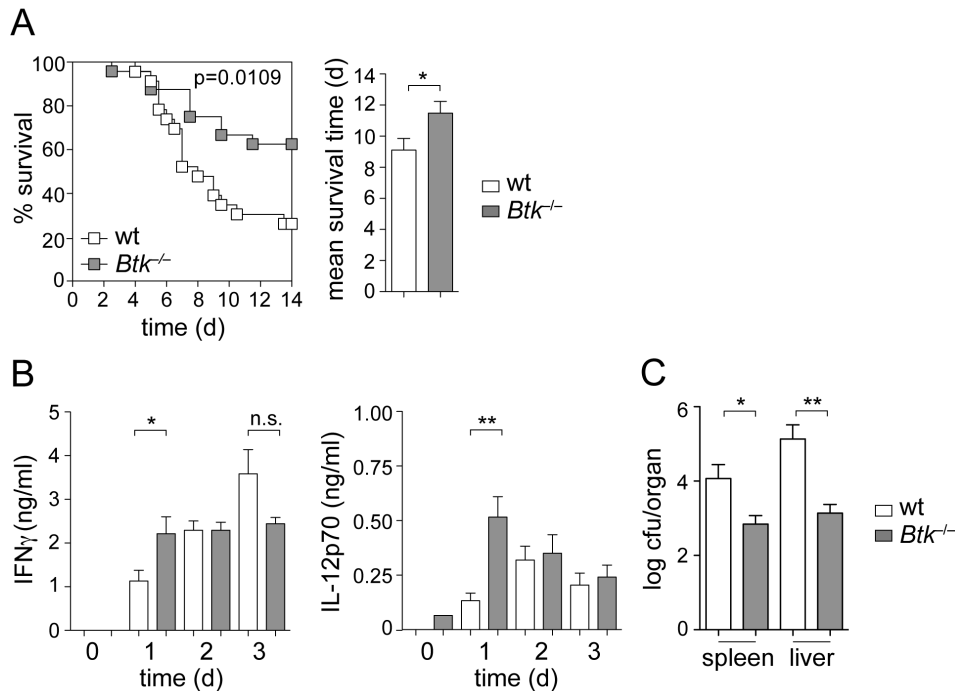 A
100
80
60
40
20
0
% survival
p=0.0109
wt
Btk–/–
0 2 4 6 8 10 12 14
time (d)
mean survival time (d)
14
12
10
8
6
4
2
0
*
wt
Btk–/–
B
IFNγ (ng/ml)
5
4
3
2
1
0
*
n.s.
0 1 2 3
time (d)
IL-12p70 (ng/ml)
1.00
0.75
0.50
0.25
0
**
0 1 2 3
time (d)
C
log cfu/organ
6
4
2
0
*
**
spleen liver
wt
Btk–/–